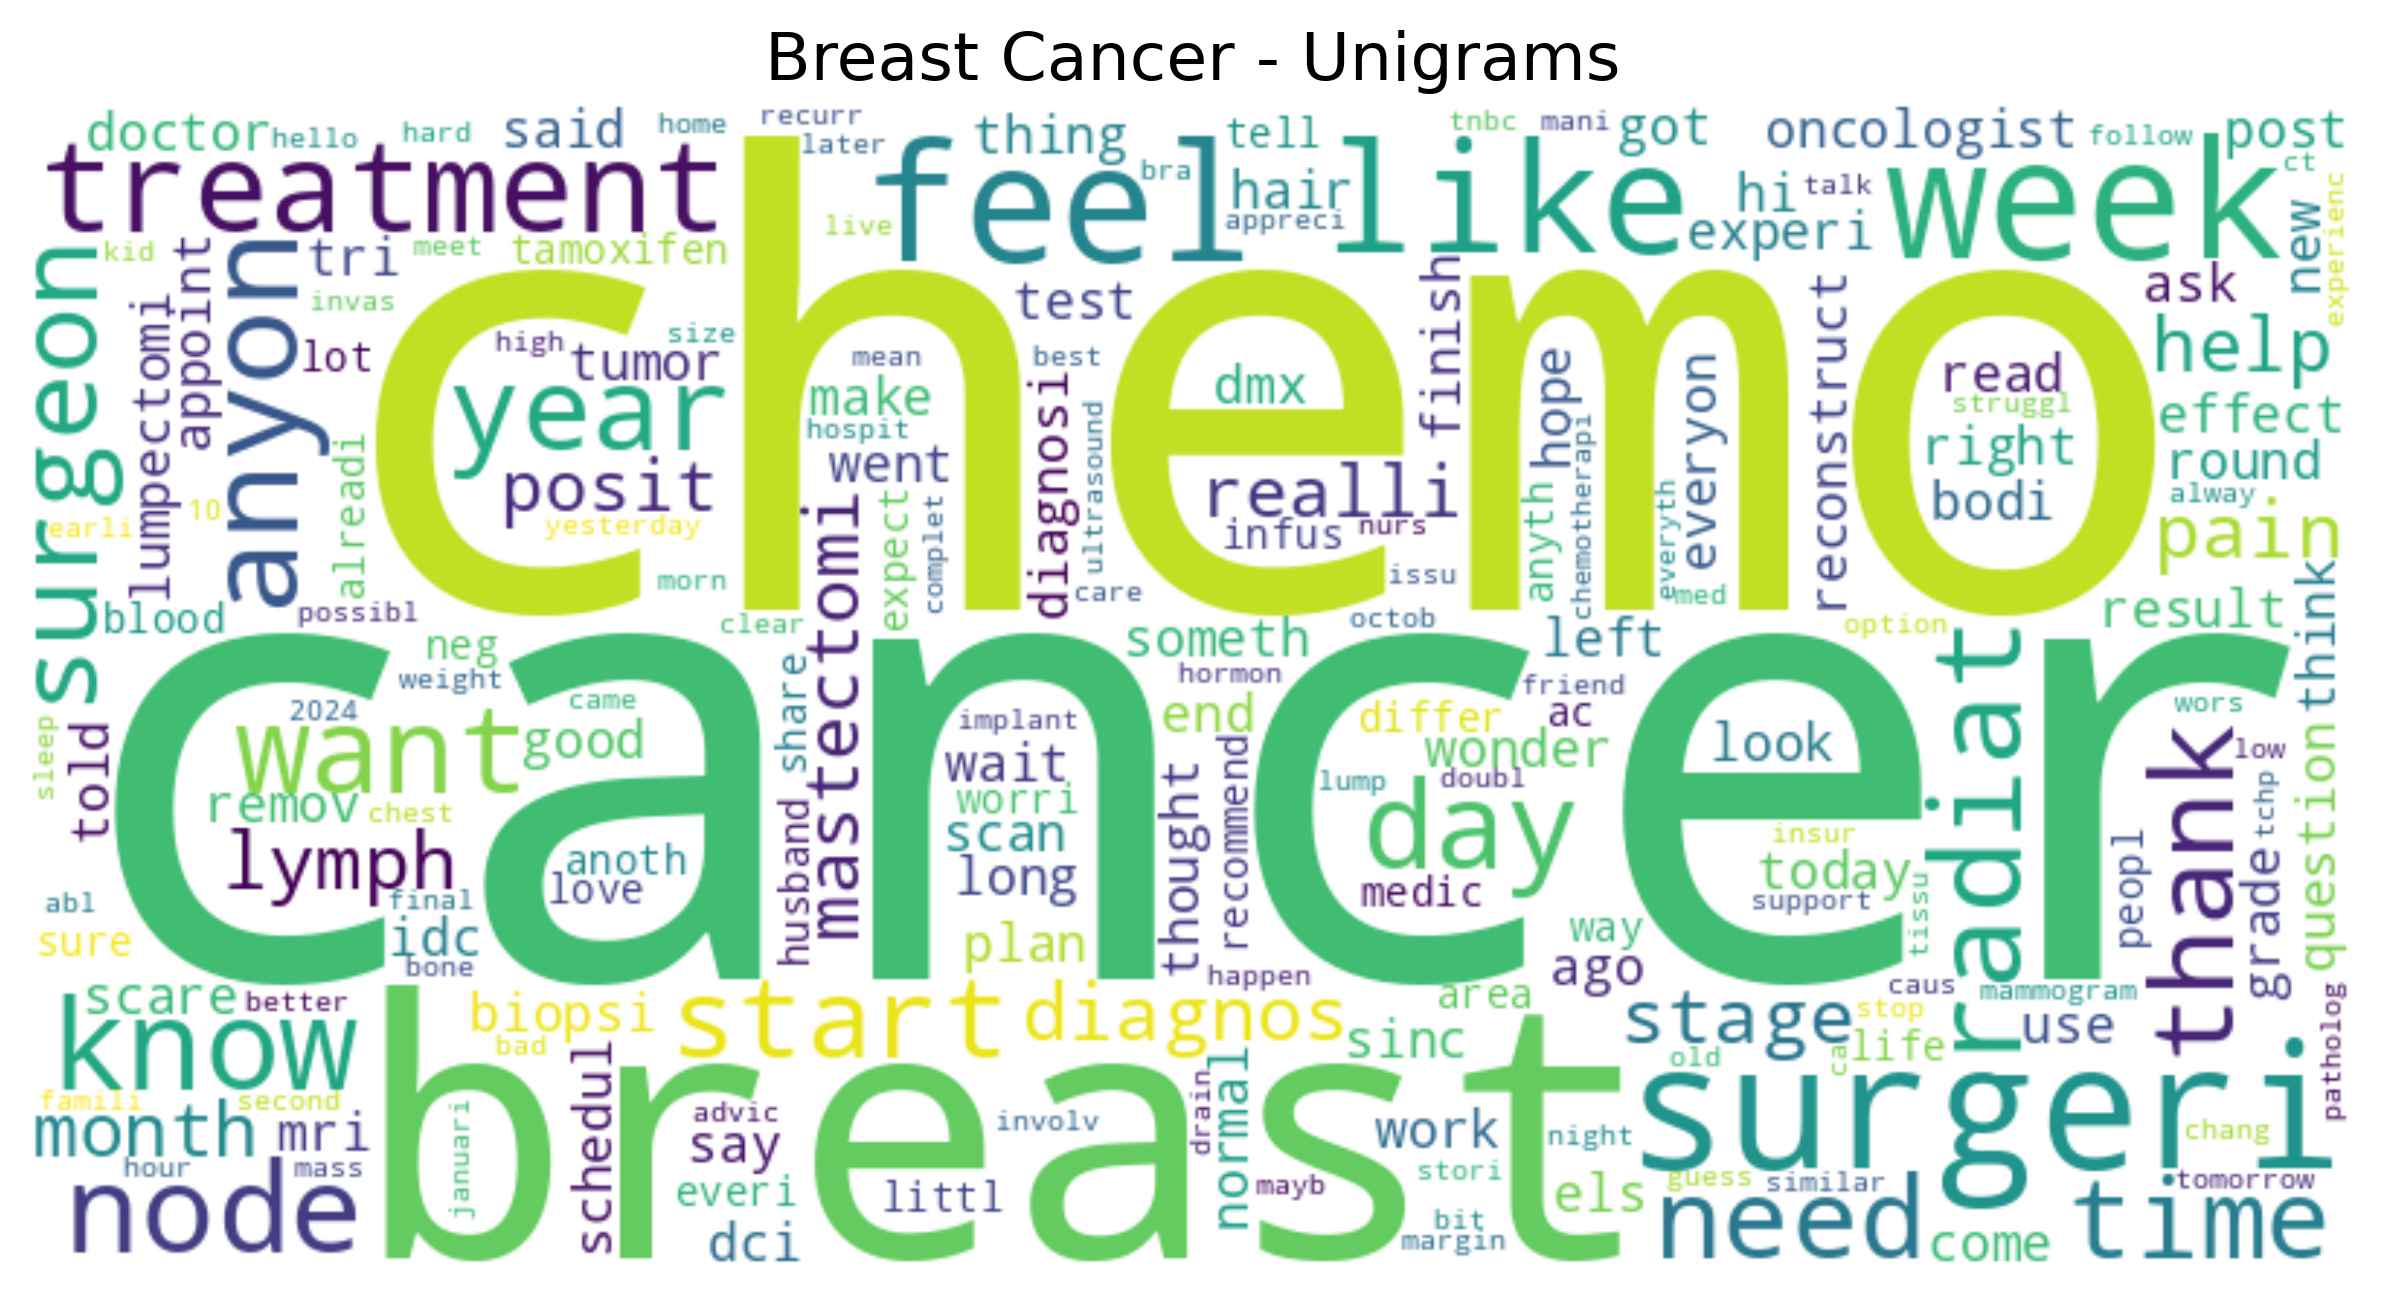 Breast Cancer - Unigrams
doctor
hello
hard
said
home
recurr
later
thing
tell
tnbc
mani
got
oncologist
follow
post
treatment
feel
bra
hair
appreci
like
hi
talk
experi
week
ct
new
experienc
surgeon
kid
appoint
anyon
tri
meet
tamoxifen
live
invas
lumpectomi
lot
chemo
test
finish
reconstruct
ask
help
high
size
tumor
year
posit
yesterday
alreadi
mean
make
hospit
went
best
diagnosi
dmx
realli
infus
nurs
hope
everyon
read
struggl
right
bodi
effect
round
alway
pain
earli
10
morn
mastectomi
expect
complet
ultrasound
care
issu
anyth
chemotherapi
everyth
med
blood
possibl
neg
clear
weight
someth
octob
left
option
result
think
hormon
friend
cancer
sleep
told
2024
want
came
good
remov
chest
lymph
anoth
love
share
husband
implant
wait
worri
scan
long
plan
end
thought
recommend
differ
ac
wonder
lump
doubl
day
medic
look
insur
today
support
tissu
radiat
wors
low
thank
peopl
tchp
grade
question
abl
sure
final
idc
bone
happen
way
ago
scare
better
know
biopsi
bad
start
diagnos
area
sinc
stage
caus
stop
ca
life
old
mammogram
use
patholog
famili
second
month
mri
hour
mass
node
breast
januari
schedul
advic
say
everi
littl
dci
involv
drain
normal
mayb
work
stori
bit
margin
night
els
surgeri
guess
similar
need
come
chang
tomorrow
time